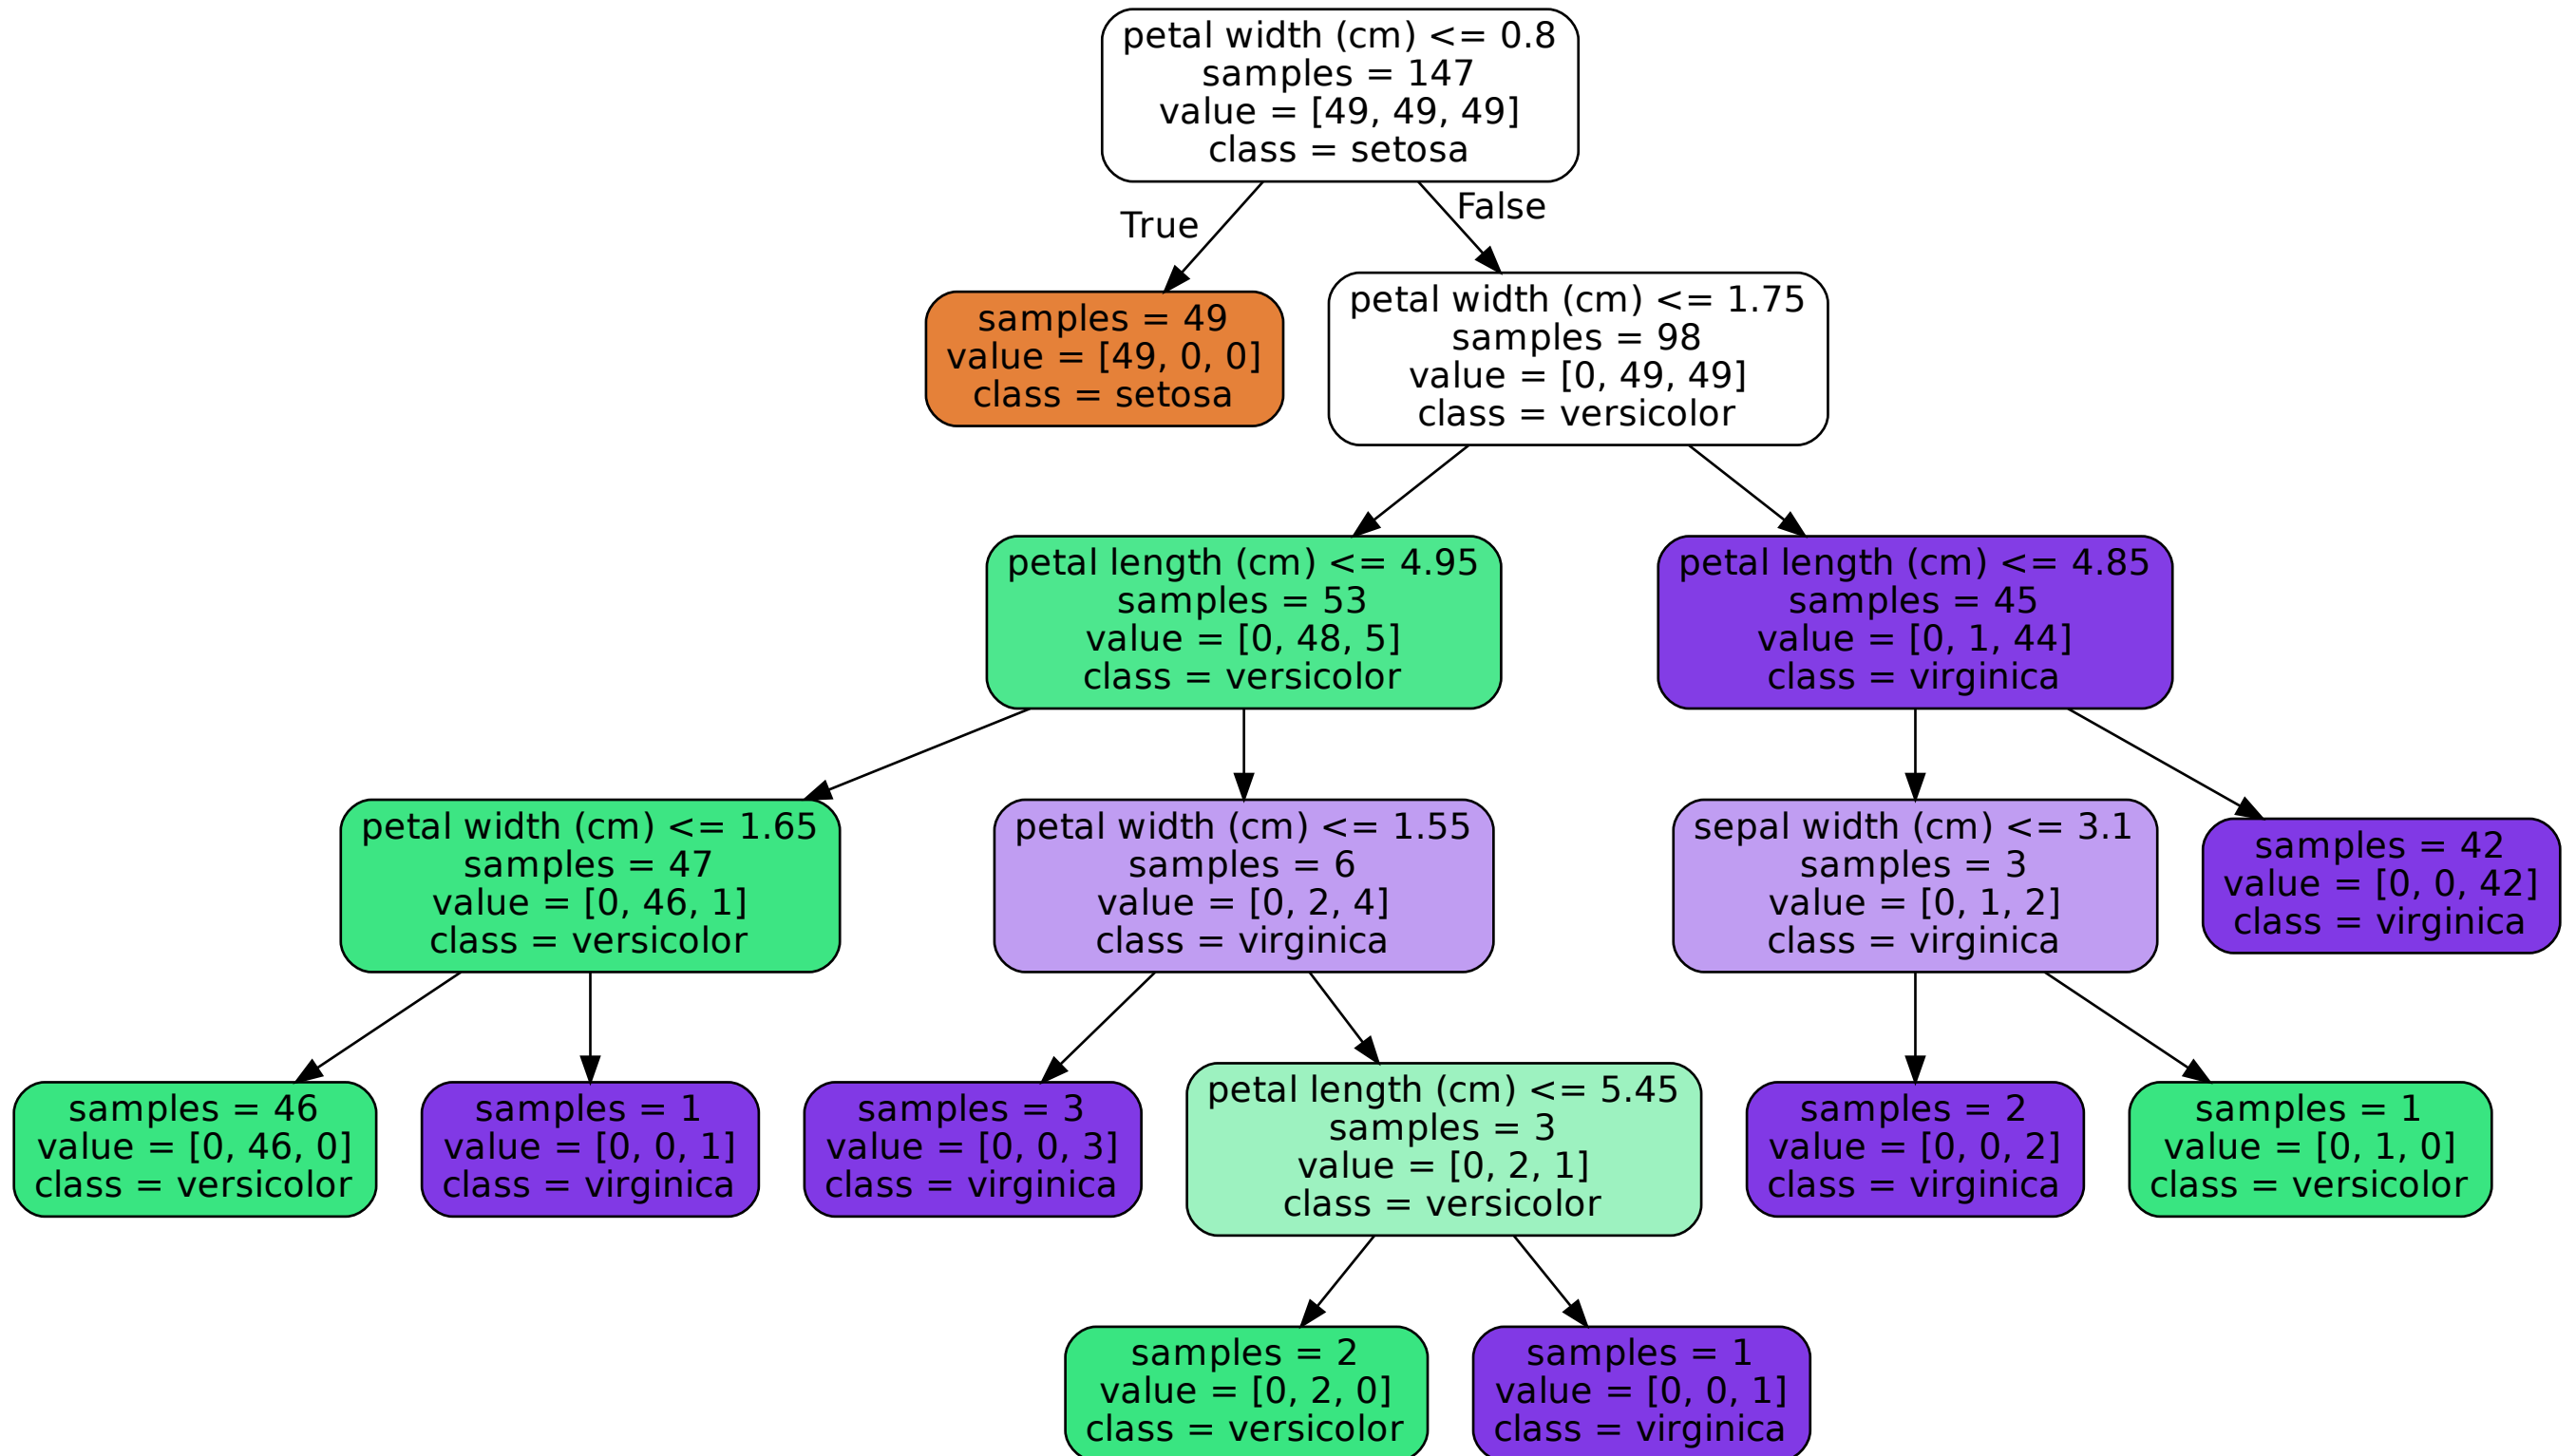 petal width (cm) <= 0.8
samples = 147
value = [49, 49, 49]
class = setosa
True
False
samples = 49
value = [49, 0, 0]
class = setosa
petal width (cm) <= 1.75
samples = 98
value = [0, 49, 49]
class = versicolor
petal length (cm) <= 4.95
samples = 53
value = [0, 48, 5]
class = versicolor
petal length (cm) <= 4.85
samples = 45
value = [0, 1, 44]
class = virginica
petal width (cm) <= 1.65
samples = 47
value = [0, 46, 1]
class = versicolor
petal width (cm) <= 1.55
samples = 6
value = [0, 2, 4]
class = virginica
sepal width (cm) <= 3.1
samples = 3
value = [0, 1, 2]
class = virginica
samples = 42
value = [0, 0, 42]
class = virginica
samples = 46
value = [0, 46, 0]
class = versicolor
samples = 1
value = [0, 0, 1]
class = virginica
samples = 3
value = [0, 0, 3]
class = virginica
petal length (cm) <= 5.45
samples = 3
value = [0, 2, 1]
class = versicolor
samples = 2
value = [0, 0, 2]
class = virginica
samples = 1
value = [0, 1, 0]
class = versicolor
samples = 2
value = [0, 2, 0]
class = versicolor
samples = 1
value = [0, 0, 1]
class = virginica